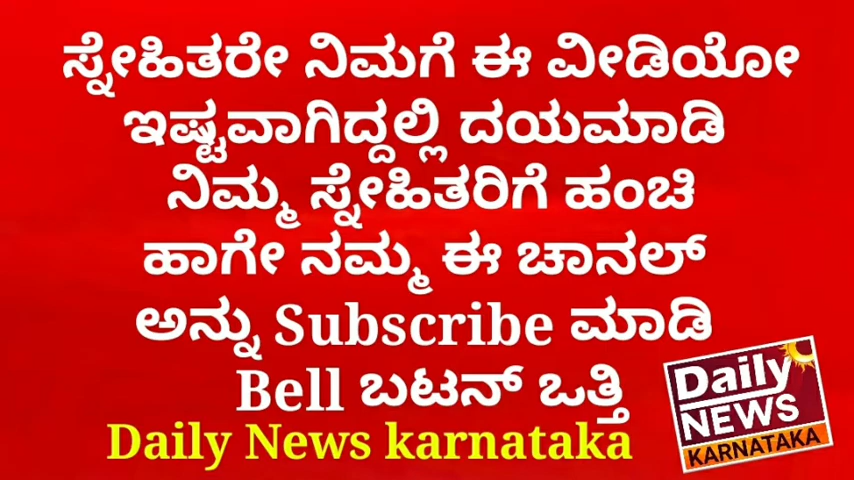 ಸ್ನೇಹಿತರೇ ನಿಮಗೆ ಈ ವೀಡಿಯೋ
ಇಷ್ಟವಾಗಿದ್ದಲ್ಲಿ ದಯಮಾಡಿ
ನಿಮ್ಮ ಸ್ನೇಹಿತರಿಗೆ ಹಂಚಿ
ಹಾಗೇ ನಮ್ಮ ಈ ಚಾನಲ್
ಅನ್ನು Subscribe ಮಾಡಿ
Bell ಬಟನ್ ಒತ್ತಿ
Daily News karnataka
Daily
NEWS
KARNATAKA